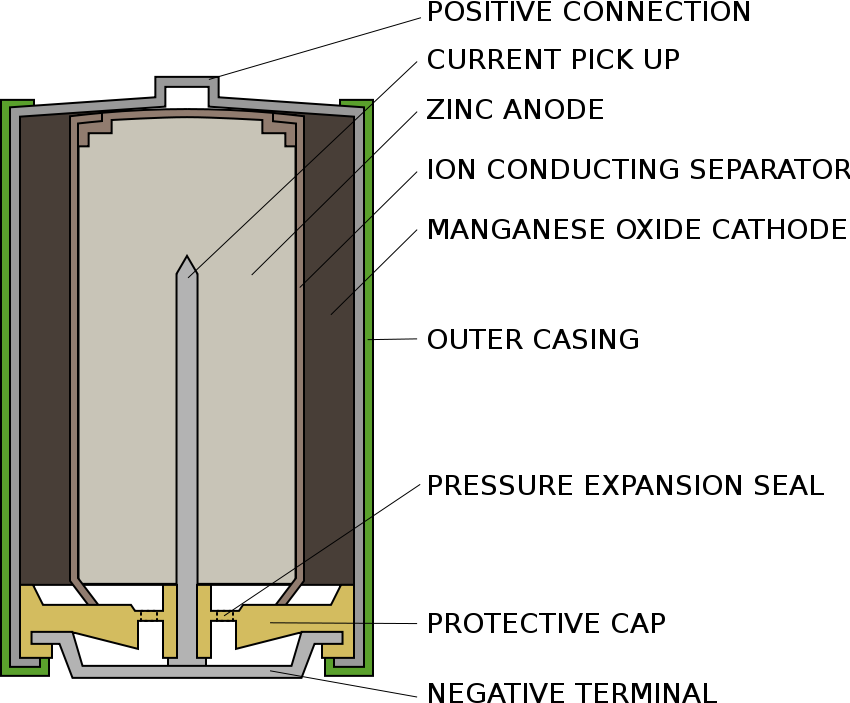 POSITIVE CONNECTION
CURRENT PICK UP
ZINC ANODE
ION CONDUCTING SEPARATOR
MANGANESE OXIDE CATHODE
OUTER CASING
PRESSURE EXPANSION SEAL
PROTECTIVE CAP
NEGATIVE TERMINAL